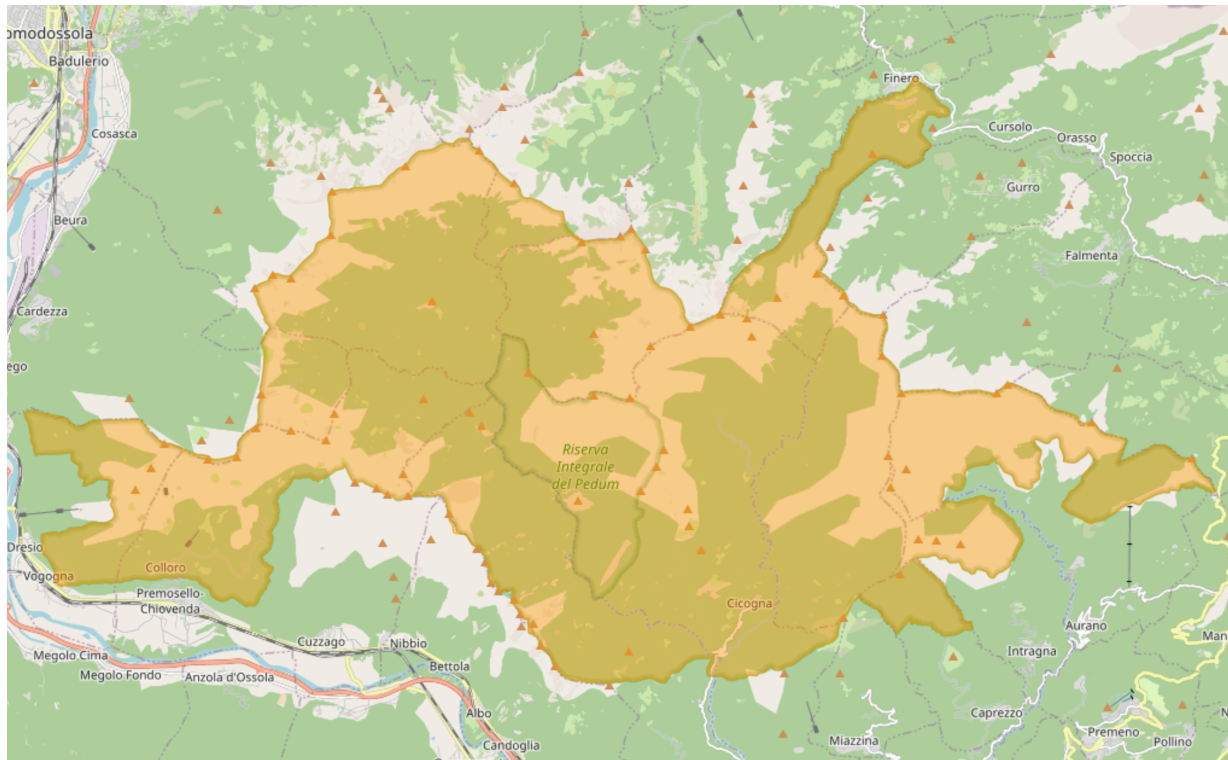 omodossola
Badulerio
Finero
Cosasca
Cursolo
Orasso
Spoccia
Gurro
Beura
Falmenta
Cardezza
ego
Riserva
Integrale
del Pedum
Dresio
Colloro
Vogogna
Premosello-
Chiovenda
Cicogna
Aurano
Cuzzago
Nibbio
Man
Megolo Cima
Intragna
Bettola
Megolo Fondo
Anzola d'Ossola
Albo
Caprezzo
Premeno
Candoglia
Miazzina
Pollino
N